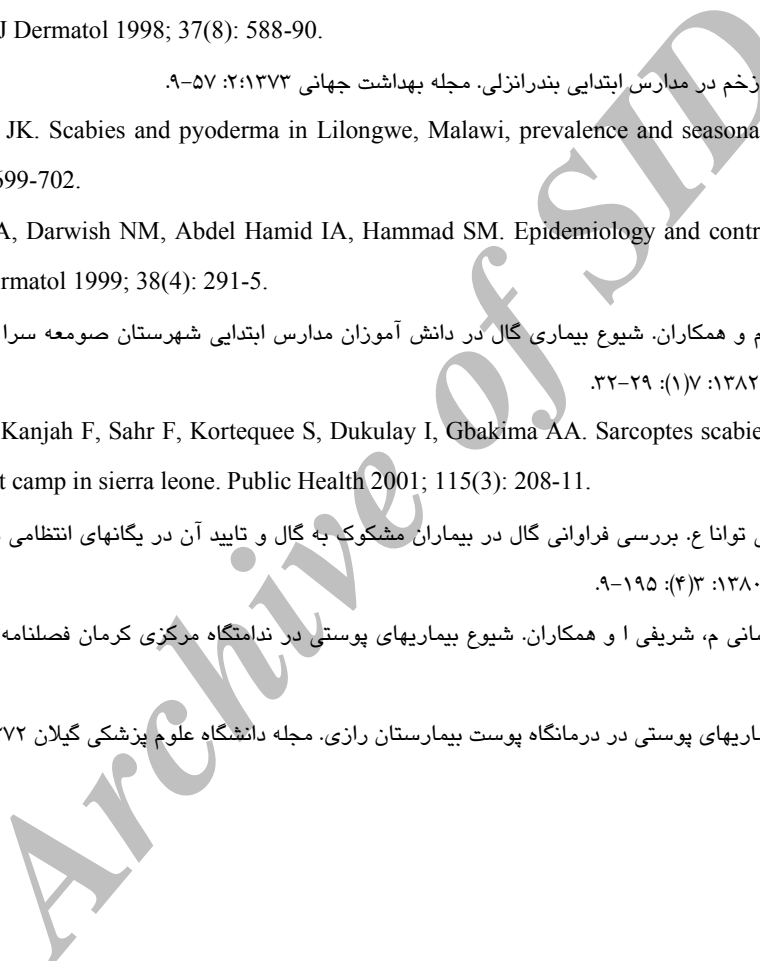 J Dermatol 1998; 37(8): 588-90.
زخم در مدارس ابتدایی بندرانزلی. مجله بهداشت جهانی ۱۳۷۳؛۲: ۵۷-۹.
JK. Scabies and pyoderma in Lilongwe, Malawi, prevalence and seasona
699-702.
A, Darwish NM, Abdel Hamid IA, Hammad SM. Epidemiology and contr
rmatol 1999; 38(4): 291-5.
م و همکاران. شیوع بیماری گال در دانش آموزان مدارس ابتدایی شهرستان صومعه سرا
۱۳۸۲: ۷(۱): ۲۹-۳۲.
Kanjah F, Sahr F, Kortequee S, Dukulay I, Gbakima AA. Sarcoptes scabie
t camp in sierra leone. Public Health 2001; 115(3): 208-11.
ی توانا ع. بررسی فراوانی گال در بیماران مشکوک به گال و تایید آن در یگانهای انتظامی
۱۳۸۰: ۳(۴): ۱۹۵-۹.
سانی م، شریفی ا و همکاران. شیوع بیماریهای پوستی در ندامتگاه مرکزی کرمان فصلنامه
ماریهای پوستی در درمانگاه پوست بیمارستان رازی. مجله دانشگاه علوم پزشکی گیلان ۳۷۲
Archive of SID